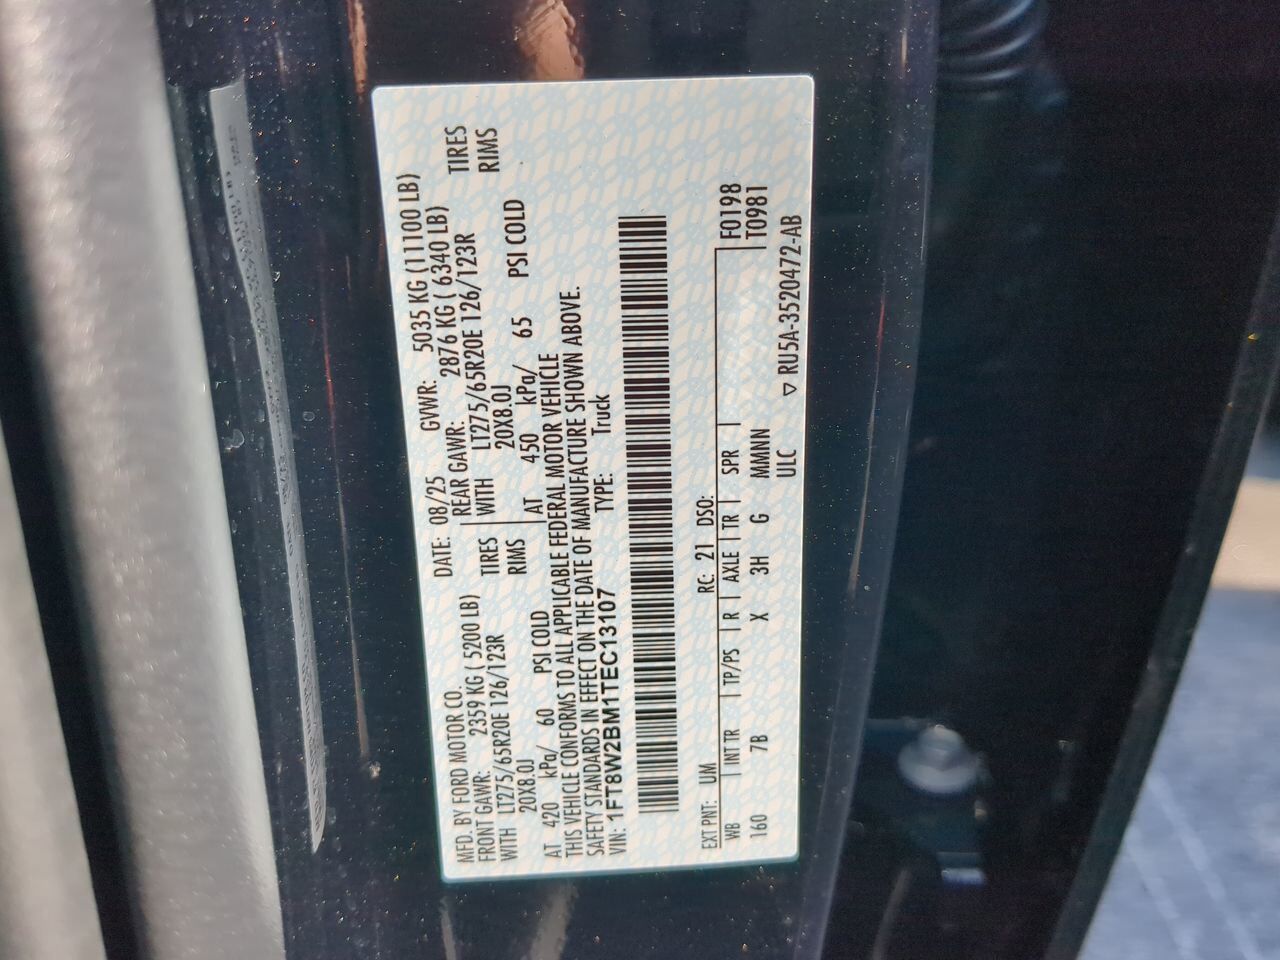 MFD. BY FORD MOTOR CO.
DATE: 08/25 GVWR: 5035 KG (11100 LB)
FRONT GAWR: 2359 KG ( 5200 LB)
REAR GAWR: 2876 KG ( 6340 LB)
WITH LT275/65R20E 126/123R TIRES
WITH LT275/65R20E 126/123R TIRES
20X8.0J RIMS
20X8.0J RIMS
AT 420 kPa/ 60 PSI COLD
AT 450 kPa/ 65 PSI COLD
THIS VEHICLE CONFORMS TO ALL APPLICABLE FEDERAL MOTOR VEHICLE
SAFETY STANDARDS IN EFFECT ON THE DATE OF MANUFACTURE SHOWN ABOVE.
VIN: 1FT8W2BM1TEC13107 TYPE: Truck
EXT PNT: UM RC: 21 DSO: F0198
WB INT TR TP/PS R AXLE TR SPR T0981
160 7B X 3H G MMMNN
ULC ▽ RU5A-3520472-AB